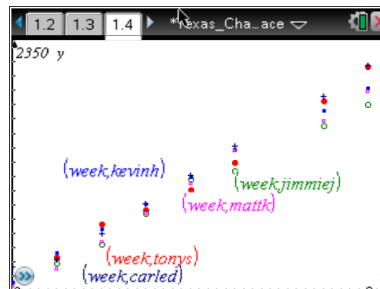 1.2 1.3 1.4 *Texas_Cha…ace
2350 y
(week,kevinh)
(week,jimmiej)
(week,mattk)
(week,tonys)
(week,carled)